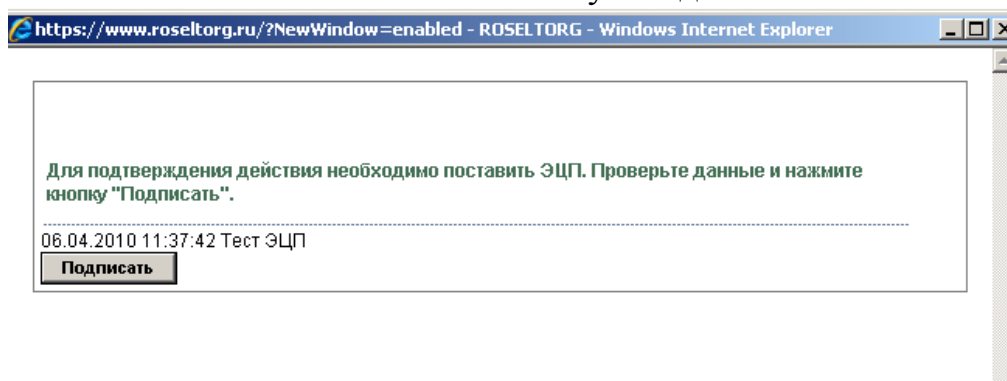 https://www.roseltorg.ru/?NewWindow=enabled - ROSELTORG - Windows Internet Explorer
Для подтверждения действия необходимо поставить ЭЦП. Проверьте данные и нажмите
кнопку "Подписать".
06.04.2010 11:37:42 Тест ЭЦП
Подписать